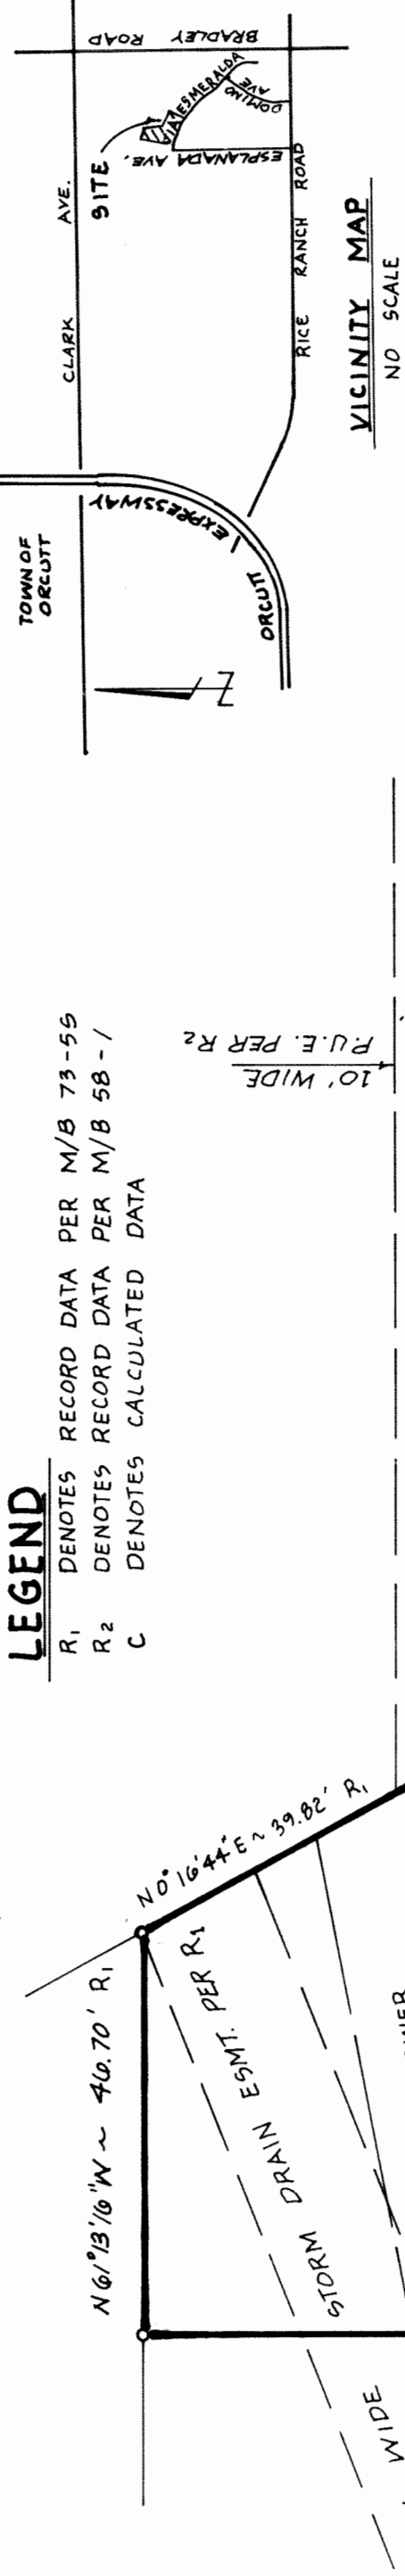 BRADLEY ROAD
VIA ESMERALDA
DOMINO
AVE
ESPLANADA AVE.
SITE
CLARK AVE.
RICE RANCH ROAD
EXPRESSWAY
ORCUTT
TOWN OF
ORCUTT
N
VICINITY MAP
NO SCALE
LEGEND
R1 DENOTES RECORD DATA PER M/B 73-55
R2 DENOTES RECORD DATA PER M/B 58-1
C DENOTES CALCULATED DATA
10' WIDE
P.U.E. PER R2
N0°16'44"E ~ 39.82' R1
N61°13'16"W ~ 46.70' R1
STORM DRAIN ESMT. PER R1
WIDE